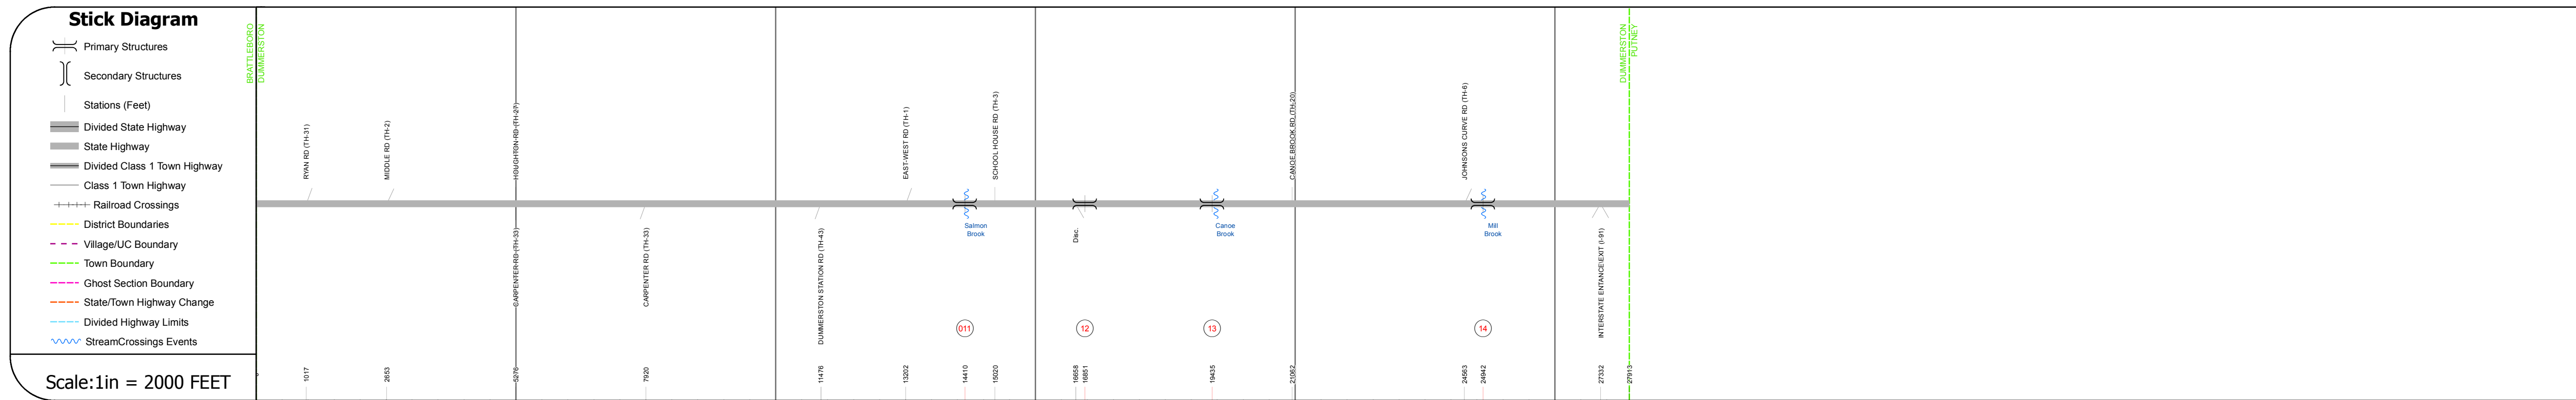 Stick Diagram
Primary Structures
Secondary Structures
Stations (Feet)
Divided State Highway
State Highway
Divided Class 1 Town Highway
Class 1 Town Highway
Railroad Crossings
District Boundaries
Village/UC Boundary
Town Boundary
Ghost Section Boundary
State/Town Highway Change
Divided Highway Limits
StreamCrossings Events
Scale:1in = 2000 FEET
BRATTLEBORO
DUMMERSTON
RYAN RD (TH-31)
MIDDLE RD (TH-2)
HOUGHTON RD (TH-27)
EAST-WEST RD (TH-1)
SCHOOL HOUSE RD (TH-3)
CANOE BROOK RD (TH-20)
JOHNSONS CURVE RD (TH-6)
DUMMERSTON
PUTNEY
CARPENTER RD (TH-33)
CARPENTER RD (TH-33)
DUMMERSTON STATION RD (TH-43)
Salmon
Brook
Disc.
Canoe
Brook
Mill
Brook
INTERSTATE ENTANCE\EXIT (I-91)
011
12
13
14
1017
2653
5276
7920
11476
13202
14410
15020
16658
16851
19435
21062
24563
24942
27332
27913